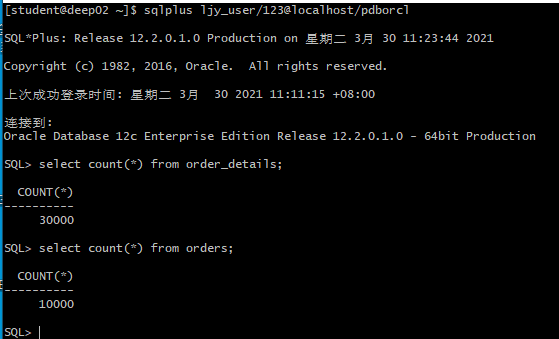 [student@deep02 ~]$ sqlplus ljy_user/123@localhost/pdborcl
SQL*Plus: Release 12.2.0.1.0 Production on 星期二 3月 30 11:23:44 2021
Copyright (c) 1982, 2016, Oracle.  All rights reserved.
上次成功登录时间: 星期二 3月  30 2021 11:11:15 +08:00
连接到:
Oracle Database 12c Enterprise Edition Release 12.2.0.1.0 - 64bit Production
SQL> select count(*) from order_details;
COUNT(*)
----------
30000
SQL> select count(*) from orders;
COUNT(*)
----------
10000
SQL>